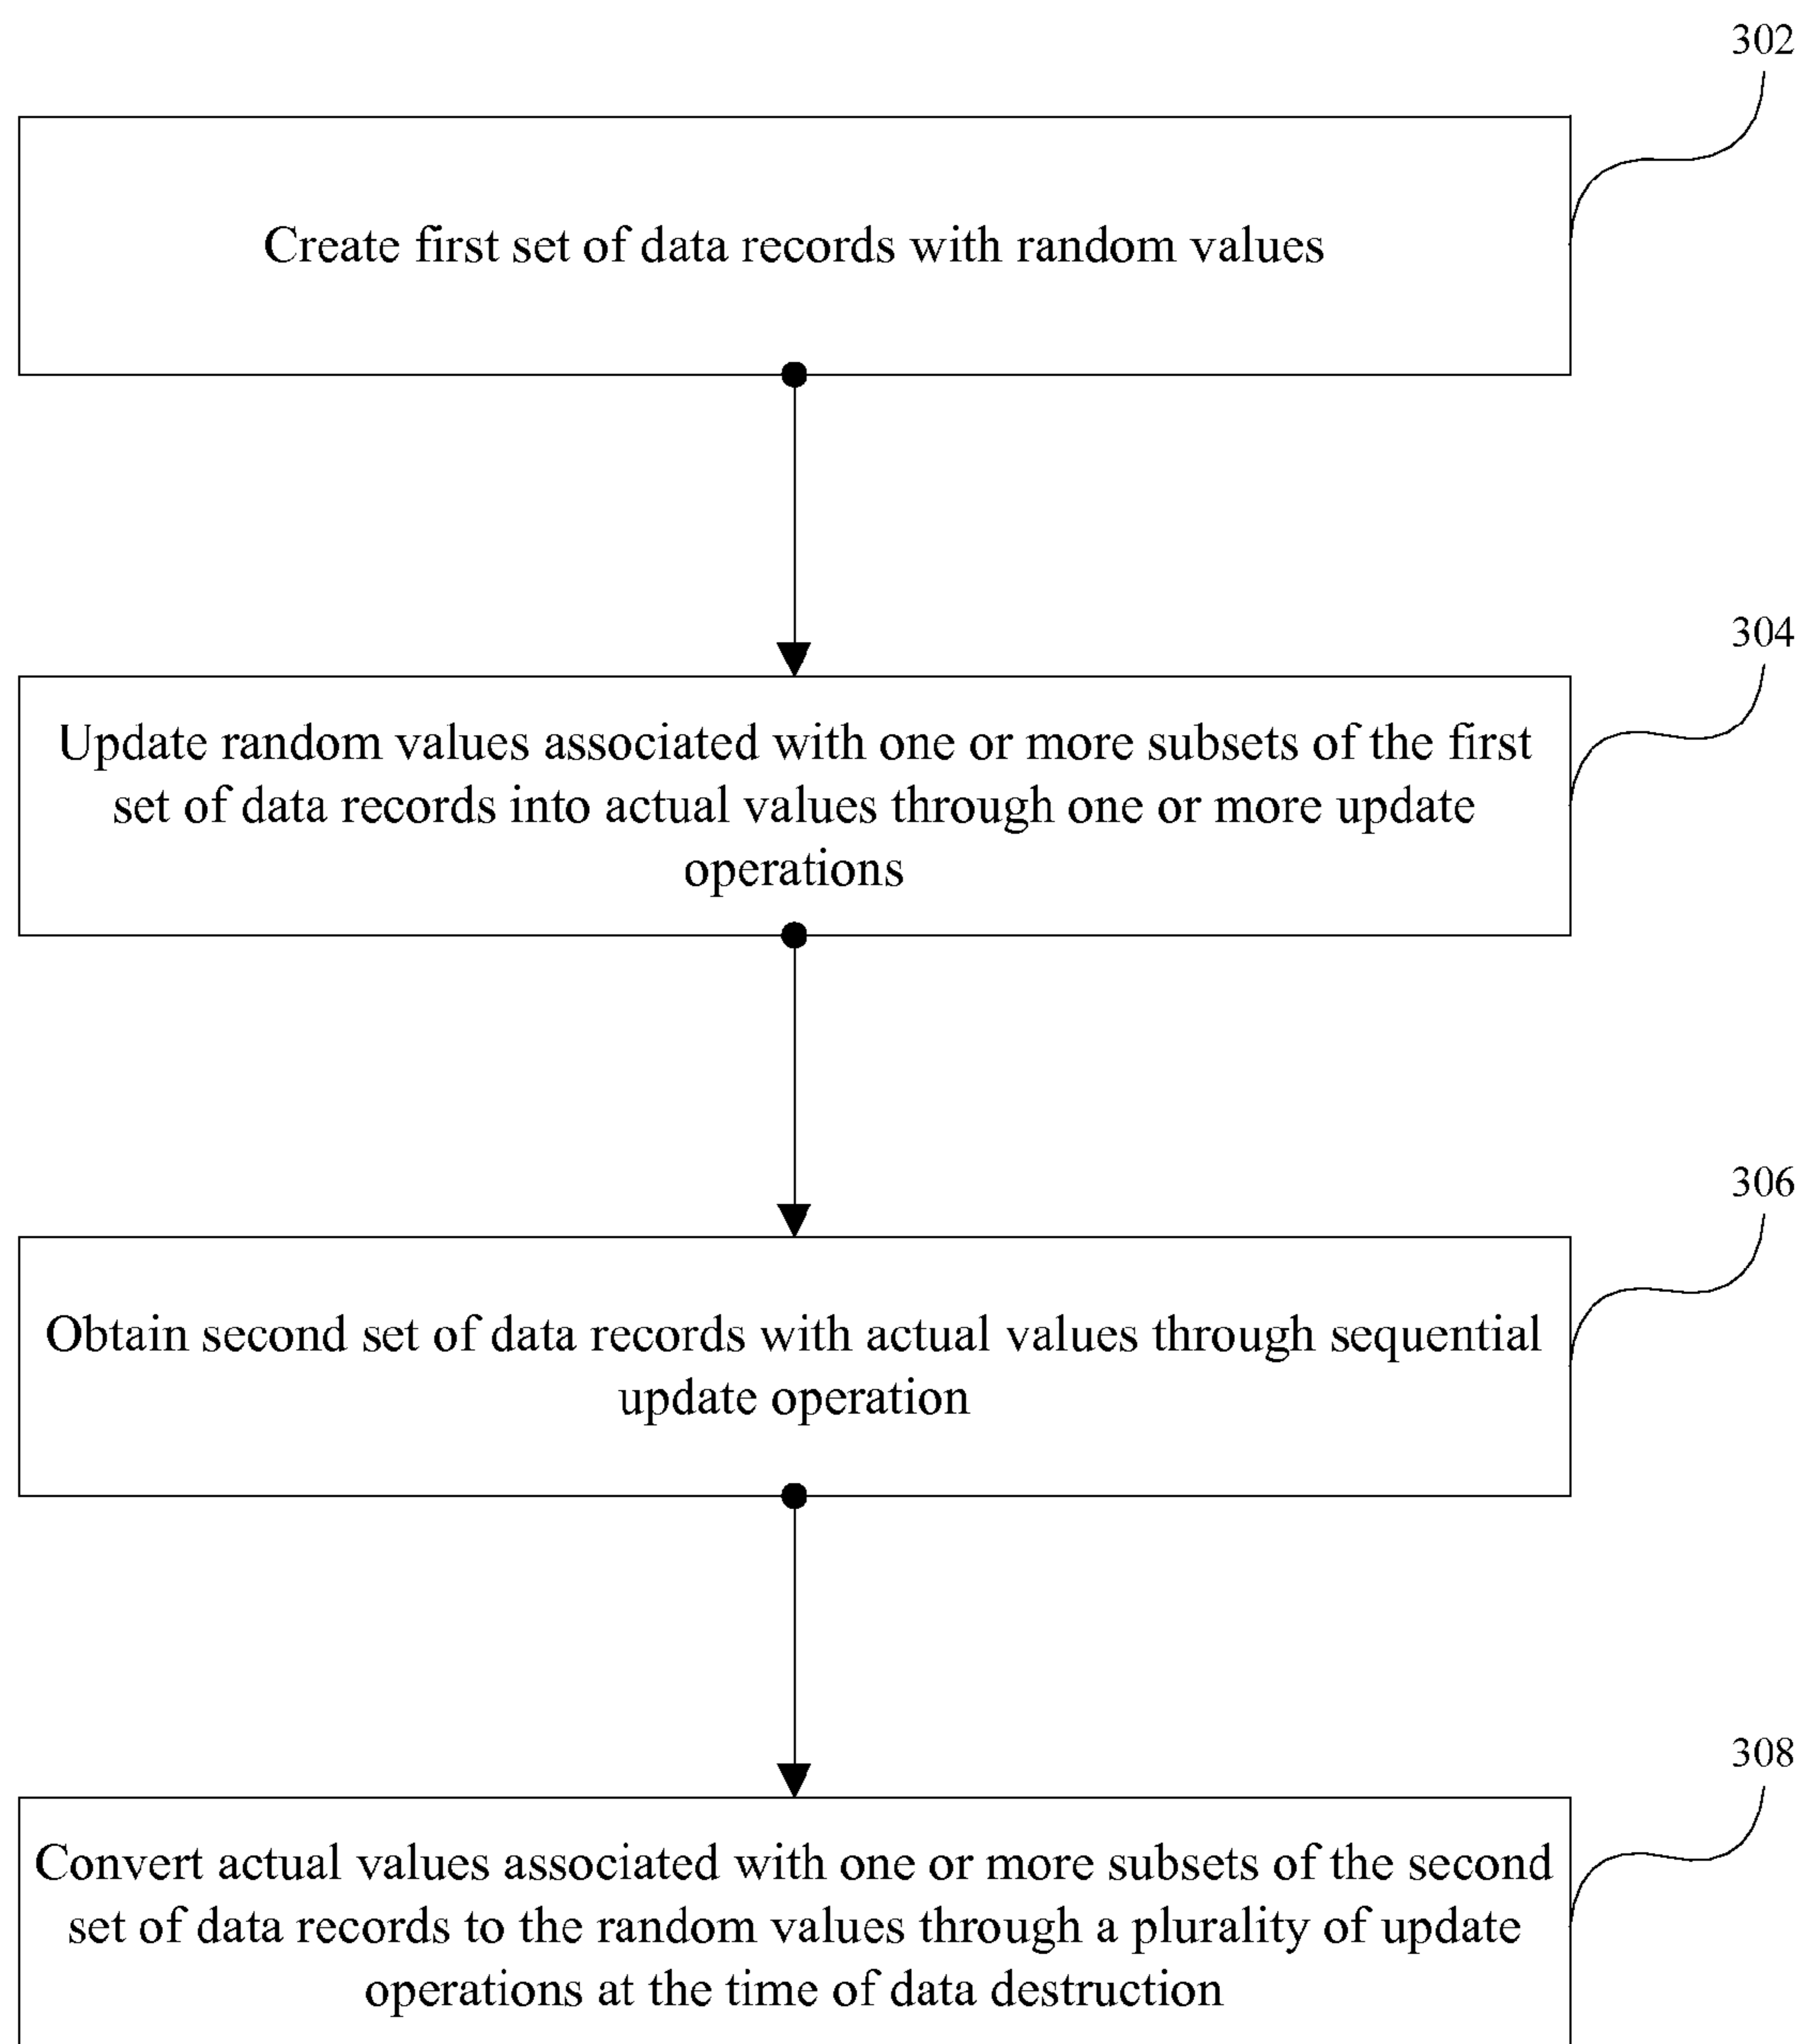 302
Create first set of data records with random values
304
Update random values associated with one or more subsets of the first
set of data records into actual values through one or more update
operations
306
Obtain second set of data records with actual values through sequential
update operation
308
Convert actual values associated with one or more subsets of the second
set of data records to the random values through a plurality of update
operations at the time of data destruction